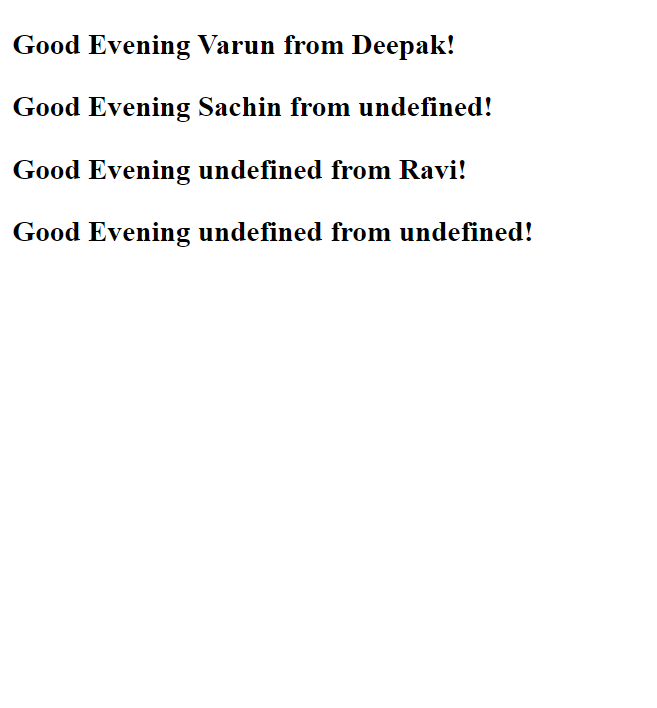 Good Evening Varun from Deepak!
Good Evening Sachin from undefined!
Good Evening undefined from Ravi!
Good Evening undefined from undefined!